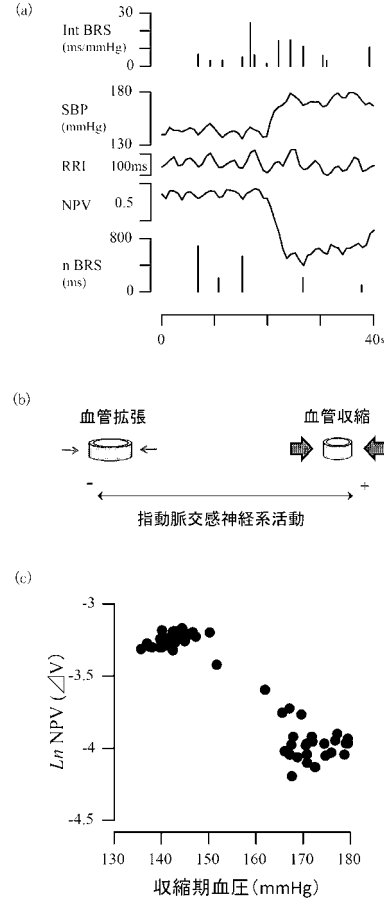 (a)
30
Int BRS
(ms/mmHg)
0
180
SBP
(mmHg)
130
RRI
100ms
NPV
0.5
800
n BRS
(ms)
0
0
20
40s
(b)
血管拡張
血管収縮
-
+
指動脈交感神経系活動
(c)
-3
-3.5
-4
-4.5
Ln NPV (⊿V)
130
140
150
160
170
180
収縮期血圧(mmHg)